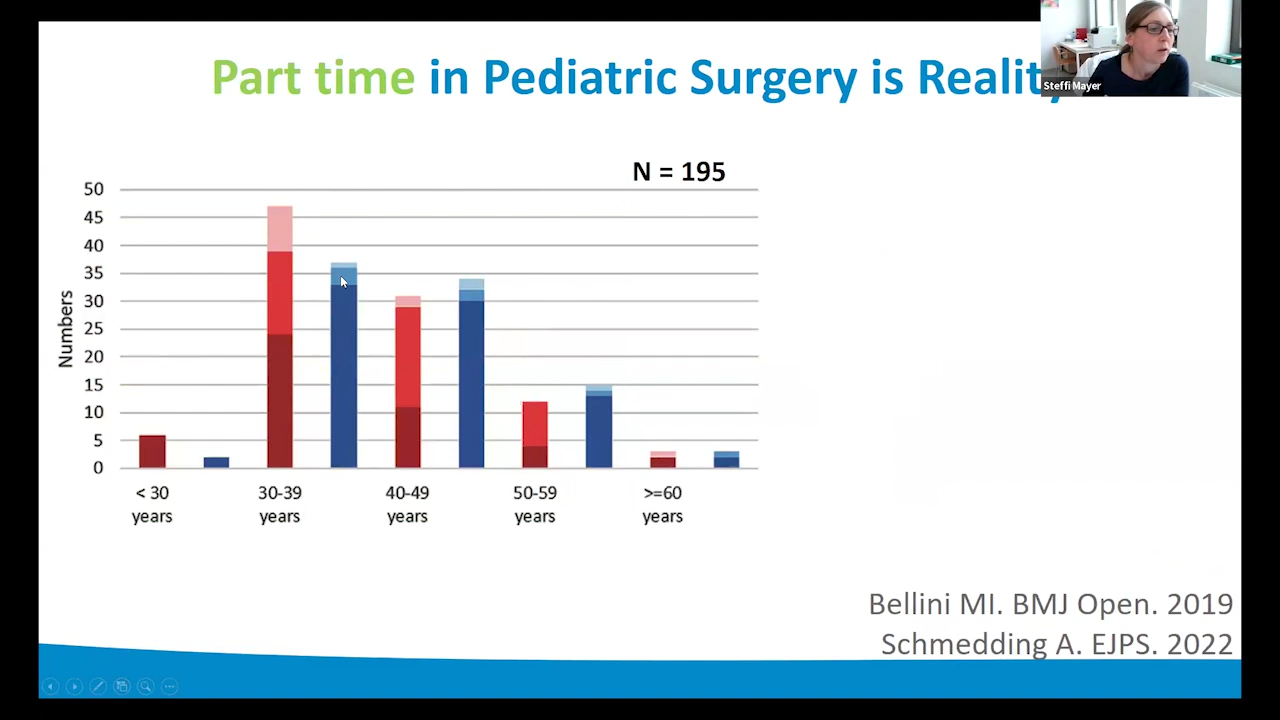 Part time in Pediatric Surgery is Reality
Steffi Mayer
N = 195
50
45
40
35
30
25
20
15
10
5
0
Numbers
< 30 years
30-39 years
40-49 years
50-59 years
>=60 years
Bellini MI. BMJ Open. 2019
Schmedding A. EJPS. 2022